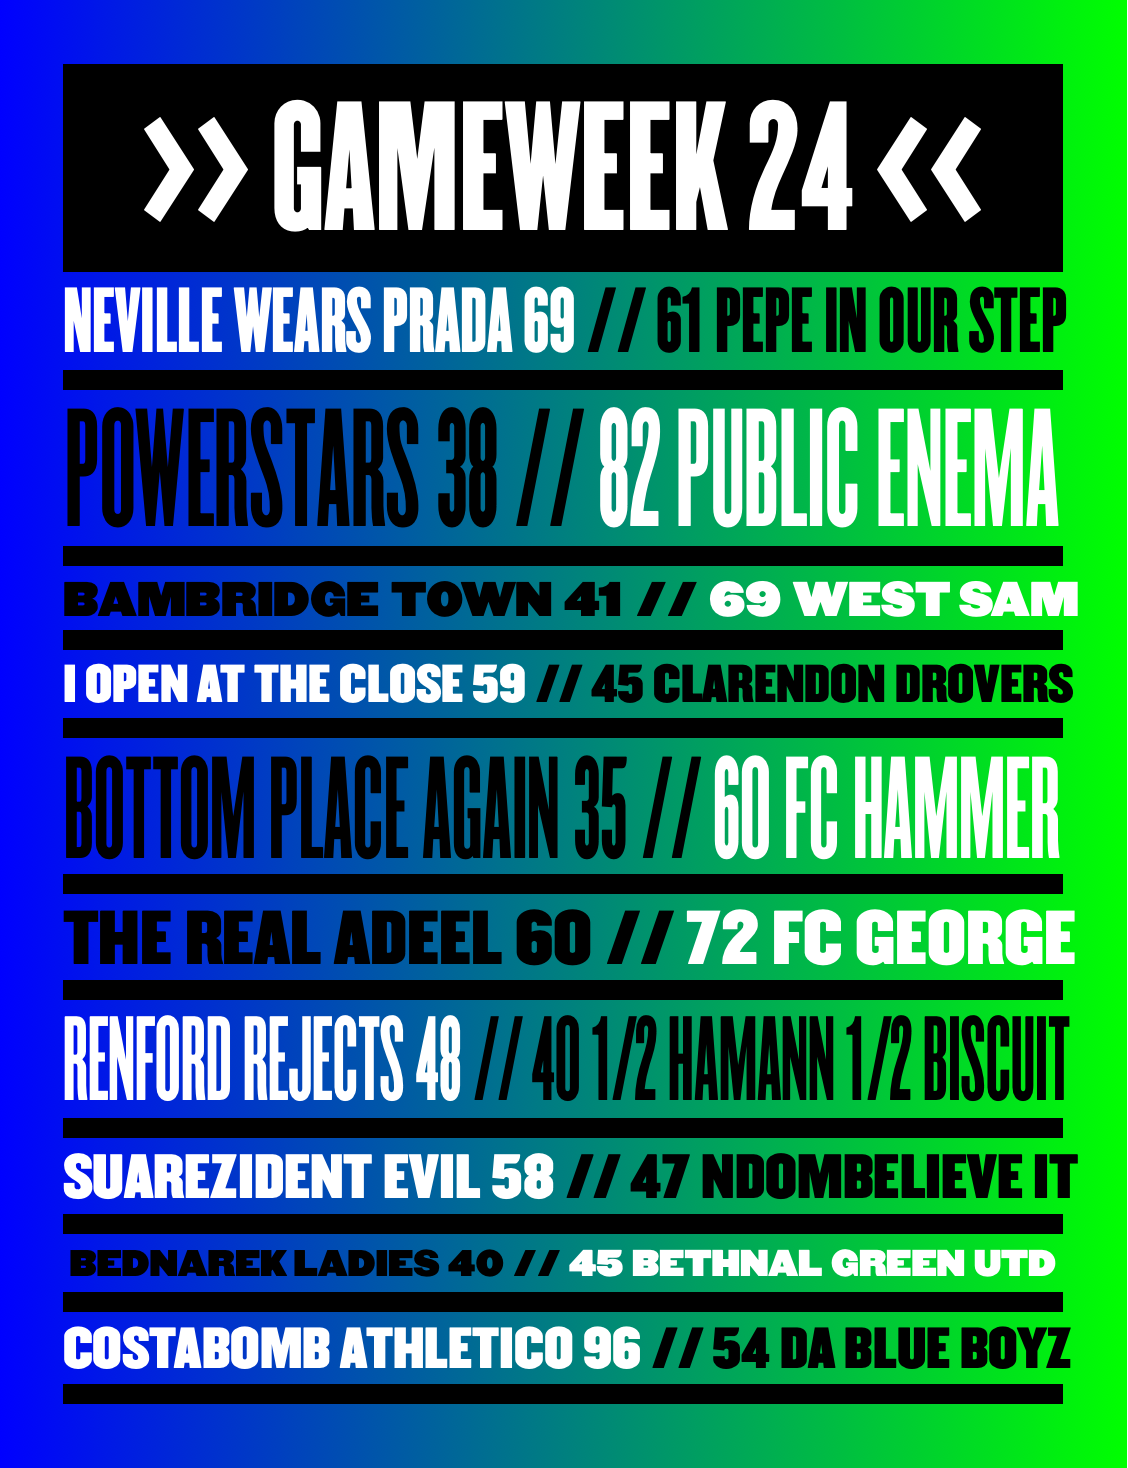 >> GAMEWEEK 24 <<
NEVILLE WEARS PRADA 69 // 61 PEPE IN OUR STEP
POWERSTARS 38 // 82 PUBLIC ENEMA
BAMBRIDGE TOWN 41 // 69 WEST SAM
I OPEN AT THE CLOSE 59 // 45 CLARENDON DROVERS
BOTTOM PLACE AGAIN 35 // 60 FC HAMMER
THE REAL ADEEL 60 // 72 FC GEORGE
RENFORD REJECTS 48 // 40 1/2 HAMANN 1/2 BISCUIT
SUAREZIDENT EVIL 58 // 47 NDOMBELIEVE IT
BEDNAREK LADIES 40 // 45 BETHNAL GREEN UTD
COSTABOMB ATHLETICO 96 // 54 DA BLUE BOYZ